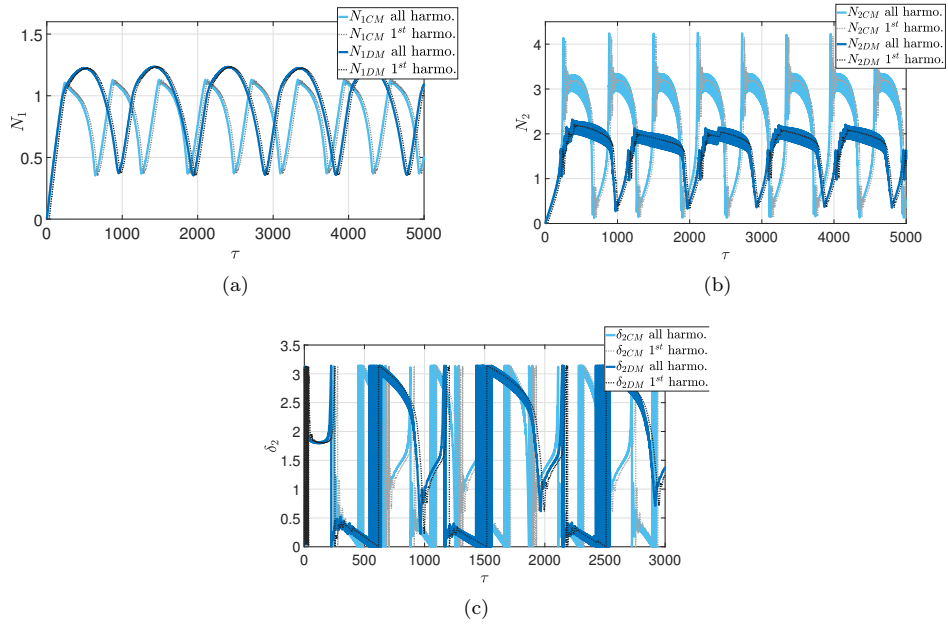 N1CM all harmo.
N1CM 1st harmo.
N1DM all harmo.
N1DM 1st harmo.
1.5
1
0.5
0
N1
0 1000 2000 3000 4000 5000
τ
(a)
N2CM all harmo.
N2CM 1st harmo.
N2DM all harmo.
N2DM 1st harmo.
4
3
2
1
0
N2
0 1000 2000 3000 4000 5000
τ
(b)
δ2CM all harmo.
δ2CM 1st harmo.
δ2DM all harmo.
δ2DM 1st harmo.
3.5
3
2.5
2
1.5
1
0.5
0
δ2
0 500 1000 1500 2000 2500 3000
τ
(c)